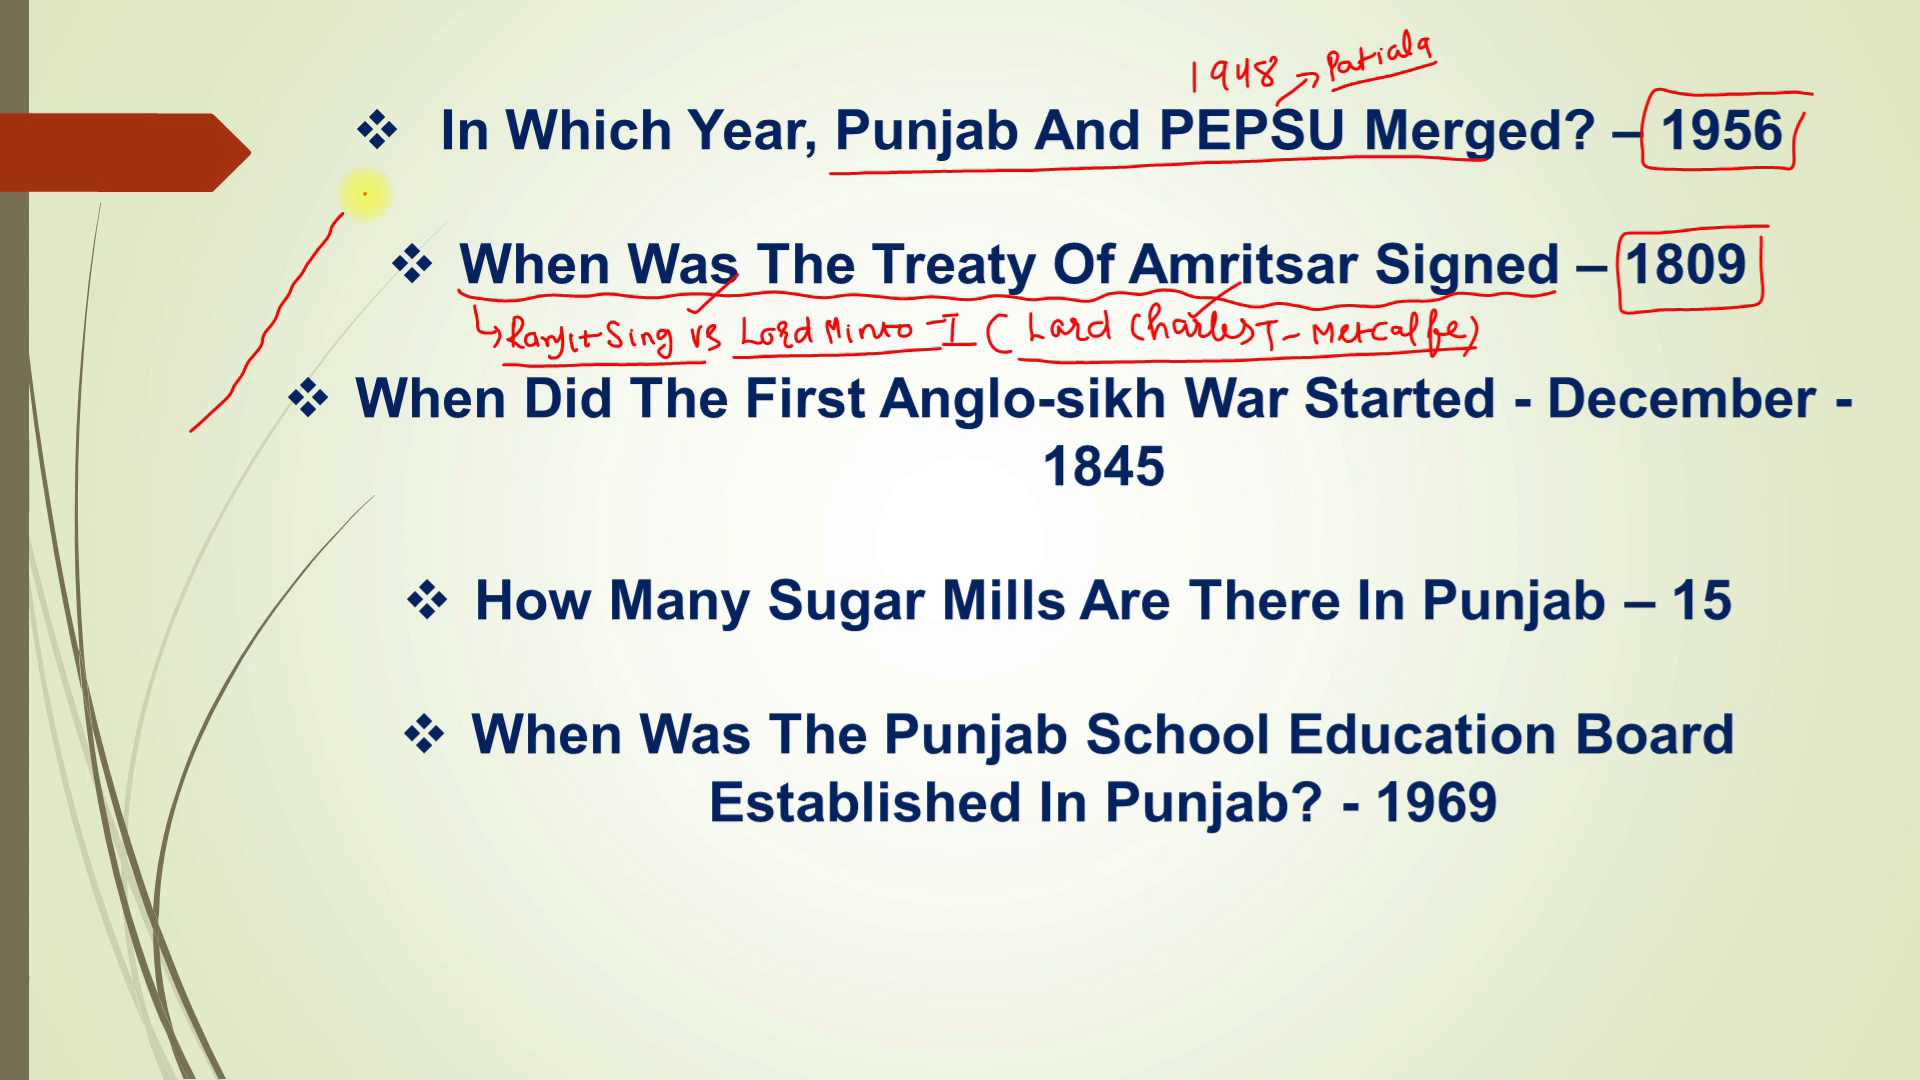 1948 → Patiala
❖ In Which Year, Punjab And PEPSU Merged? – 1956
❖ When Was The Treaty Of Amritsar Signed – 1809
↳ Ranjit Sing vs Lord Minto - I ( Lard Charles T - Metcalfe)
❖ When Did The First Anglo-sikh War Started - December -
1845
❖ How Many Sugar Mills Are There In Punjab – 15
❖ When Was The Punjab School Education Board
Established In Punjab? - 1969